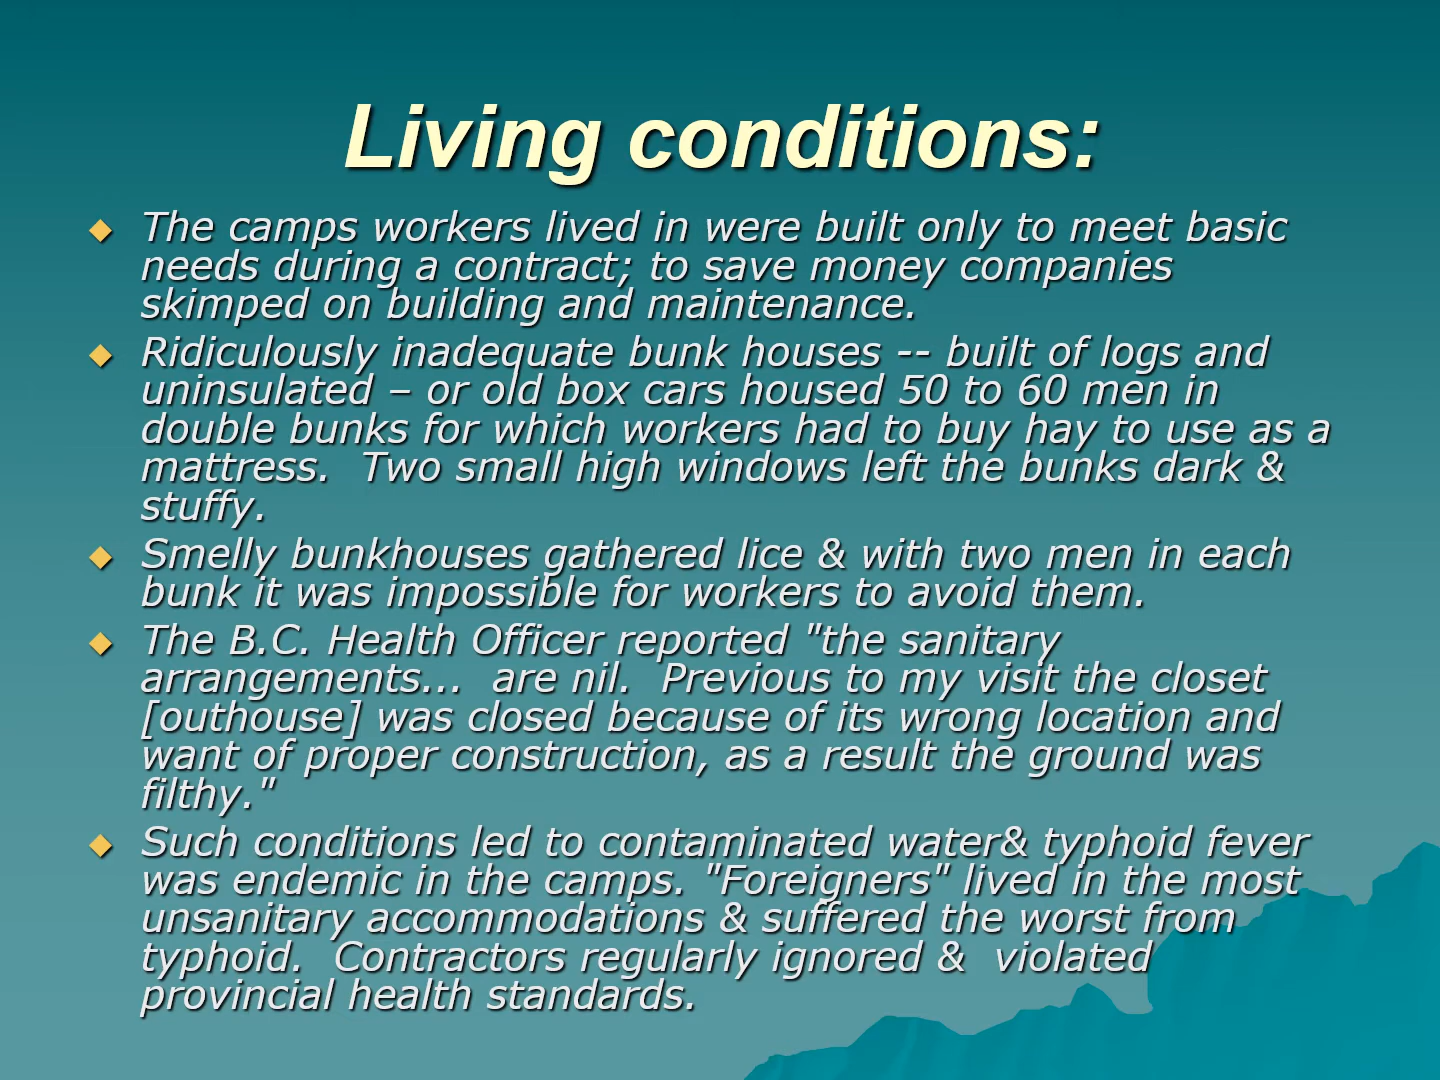 Living conditions:
The camps workers lived in were built only to meet basic
needs during a contract; to save money companies
skimped on building and maintenance.
Ridiculously inadequate bunk houses -- built of logs and
uninsulated – or old box cars housed 50 to 60 men in
double bunks for which workers had to buy hay to use as a
mattress.  Two small high windows left the bunks dark &
stuffy.
Smelly bunkhouses gathered lice & with two men in each
bunk it was impossible for workers to avoid them.
The B.C. Health Officer reported "the sanitary
arrangements...  are nil.  Previous to my visit the closet
[outhouse] was closed because of its wrong location and
want of proper construction, as a result the ground was
filthy."
Such conditions led to contaminated water& typhoid fever
was endemic in the camps. "Foreigners" lived in the most
unsanitary accommodations & suffered the worst from
typhoid.  Contractors regularly ignored &  violated
provincial health standards.